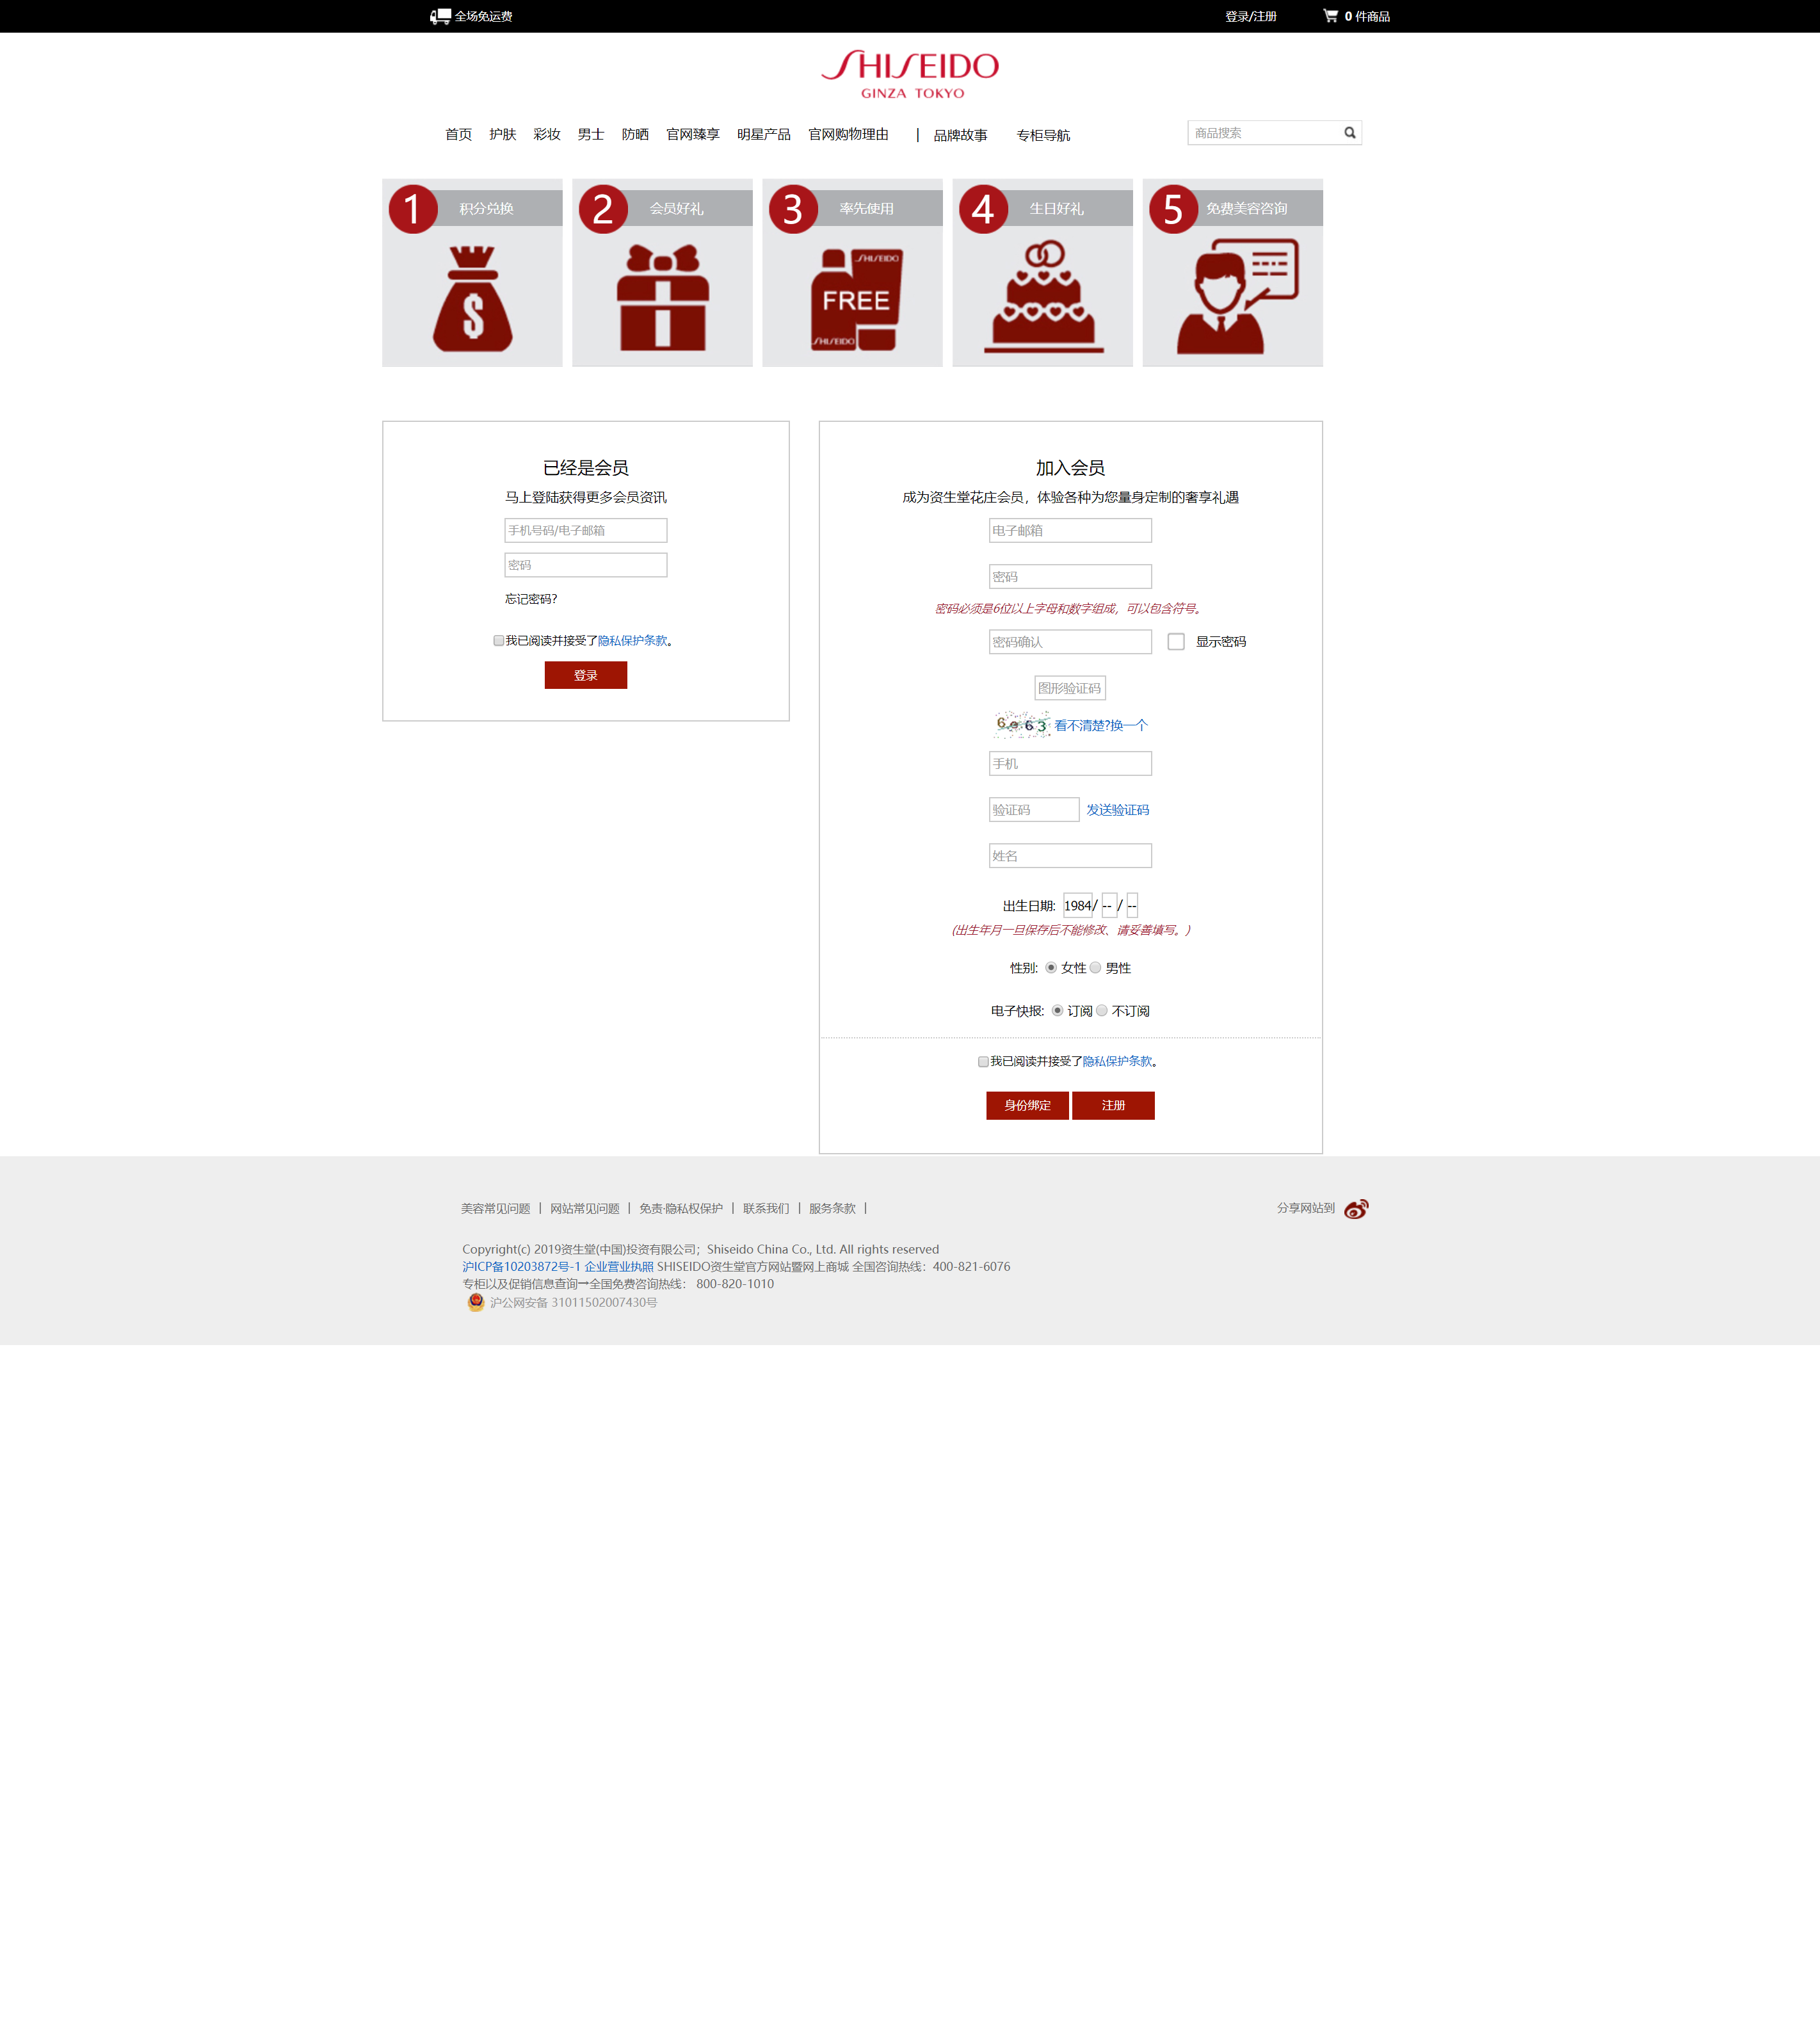 全场免运费
登录/注册
0 件商品
SHISEIDO
GINZA TOKYO
首页 护肤 彩妆 男士 防晒 官网臻享 明星产品 官网购物理由 | 品牌故事 专柜导航
商品搜索
1 积分兑换
2 会员好礼
3 率先使用
4 生日好礼
5 免费美容咨询
$
SHISEIDO
FREE
SHISEIDO
已经是会员
马上登陆获得更多会员资讯
手机号码/电子邮箱
密码
忘记密码?
我已阅读并接受了隐私保护条款。
登录
加入会员
成为资生堂花庄会员，体验各种为您量身定制的奢享礼遇
电子邮箱
密码
密码必须是6位以上字母和数字组成，可以包含符号。
密码确认
显示密码
图形验证码
6e63 看不清楚?换一个
手机
验证码 发送验证码
姓名
出生日期: 1984/ -- / --
(出生年月一旦保存后不能修改、请妥善填写。)
性别: 女性 男性
电子快报: 订阅 不订阅
我已阅读并接受了隐私保护条款。
身份绑定 注册
美容常见问题 | 网站常见问题 | 免责·隐私权保护 | 联系我们 | 服务条款 |
分享网站到
Copyright(c) 2019资生堂(中国)投资有限公司；Shiseido China Co., Ltd. All rights reserved
沪ICP备10203872号-1 企业营业执照 SHISEIDO资生堂官方网站暨网上商城 全国咨询热线：400-821-6076
专柜以及促销信息查询一全国免费咨询热线： 800-820-1010
沪公网安备 31011502007430号